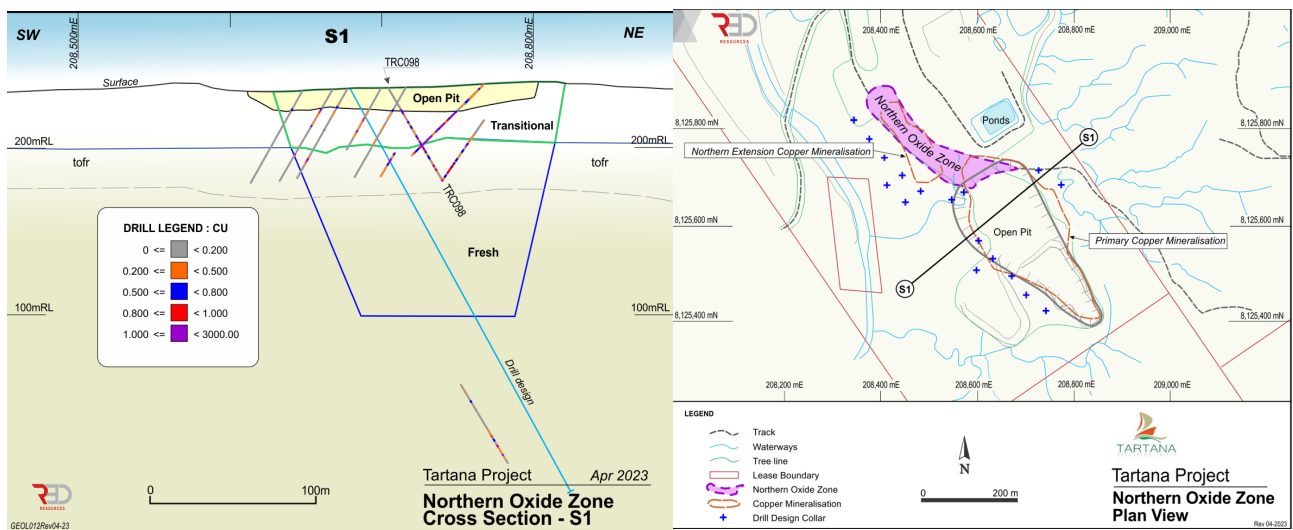 SW
208,500mE
S1
208,800mE
NE
TRC098
Surface
Open Pit
Transitional
200mRL
200mRL
tofr
tofr
TRC098
DRILL LEGEND : CU
0 <= < 0.200
0.200 <= < 0.500
0.500 <= < 0.800
0.800 <= < 1.000
1.000 <= < 3000.00
Fresh
100mRL
100mRL
Drill design
RED
RESOURCES
0 100m
GEOL012Rev04-23
Tartana Project Apr 2023
Northern Oxide Zone
Cross Section - S1
RED
RESOURCES
208,400 mE 208,600 mE 208,800 mE 209,000 mE
8,125,800 mN
8,125,800 mN
Northern Oxide Zone
Ponds
S1
Northern Extension Copper Mineralisation
8,125,600 mN
8,125,600 mN
Open Pit
Primary Copper Mineralisation
S1
8,125,400 mN
8,125,400 mN
208,200 mE 208,400 mE 208,600 mE 208,800 mE 209,000 mE
LEGEND
Track
Waterways
Tree line
Lease Boundary
Northern Oxide Zone
Copper Mineralisation
Drill Design Collar
N
0 200 m
TARTANA
Tartana Project
Northern Oxide Zone
Plan View
Rev 04-2023